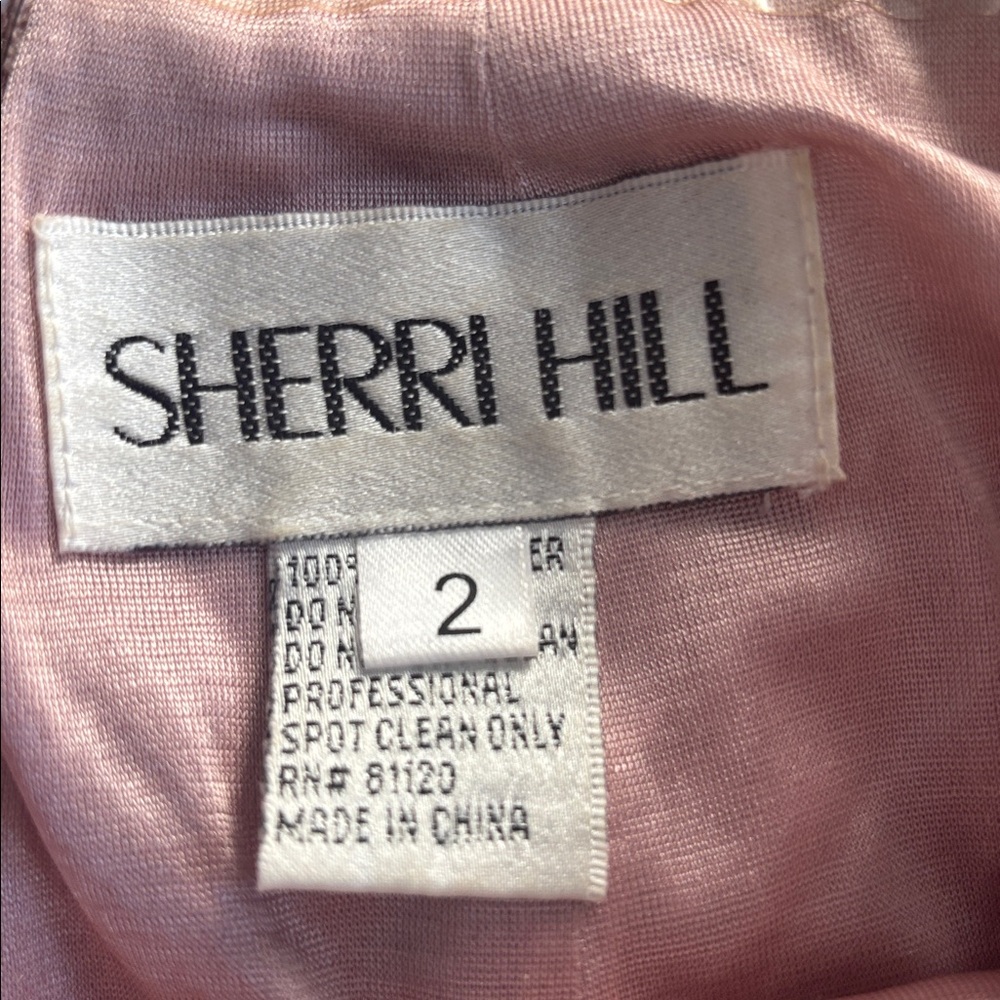 SHERRI HILL
2
PROFESSIONAL
SPOT CLEAN ONLY
RN# 81120
MADE IN CHINA